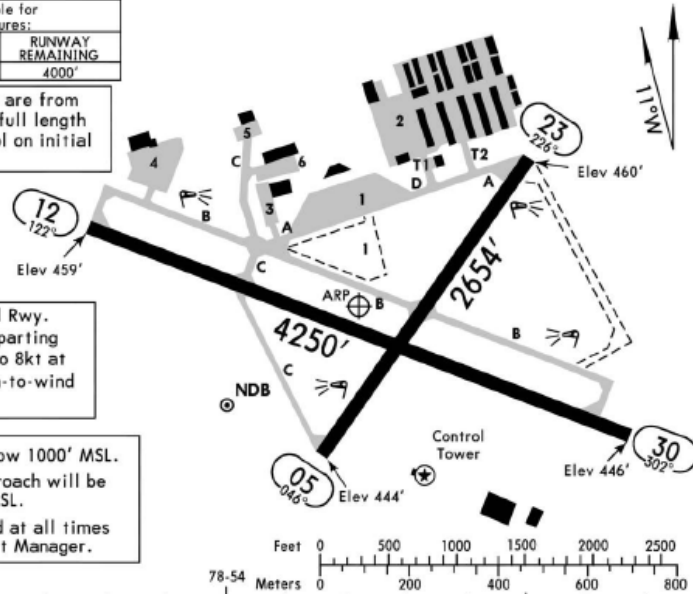 ble for
ures:
RUNWAY
REMAINING
4000'
are from
full length
ol on initial
5
C
6
4
3
B
A
1
1
C
2
T1
T2
D
A
23
226°
Elev 460'
11°W
12
122°
Elev 459'
ARP
B
2654'
4250'
B
C
NDB
l Rwy.
parting
o 8kt at
g-to-wind
ow 1000' MSL.
roach will be
SL.
d at all times
t Manager.
05
046°
Elev 444'
Control
Tower
30
302°
Elev 446'
Feet 0 500 1000 1500 2000 2500
78-54
Meters 0 200 400 600 800